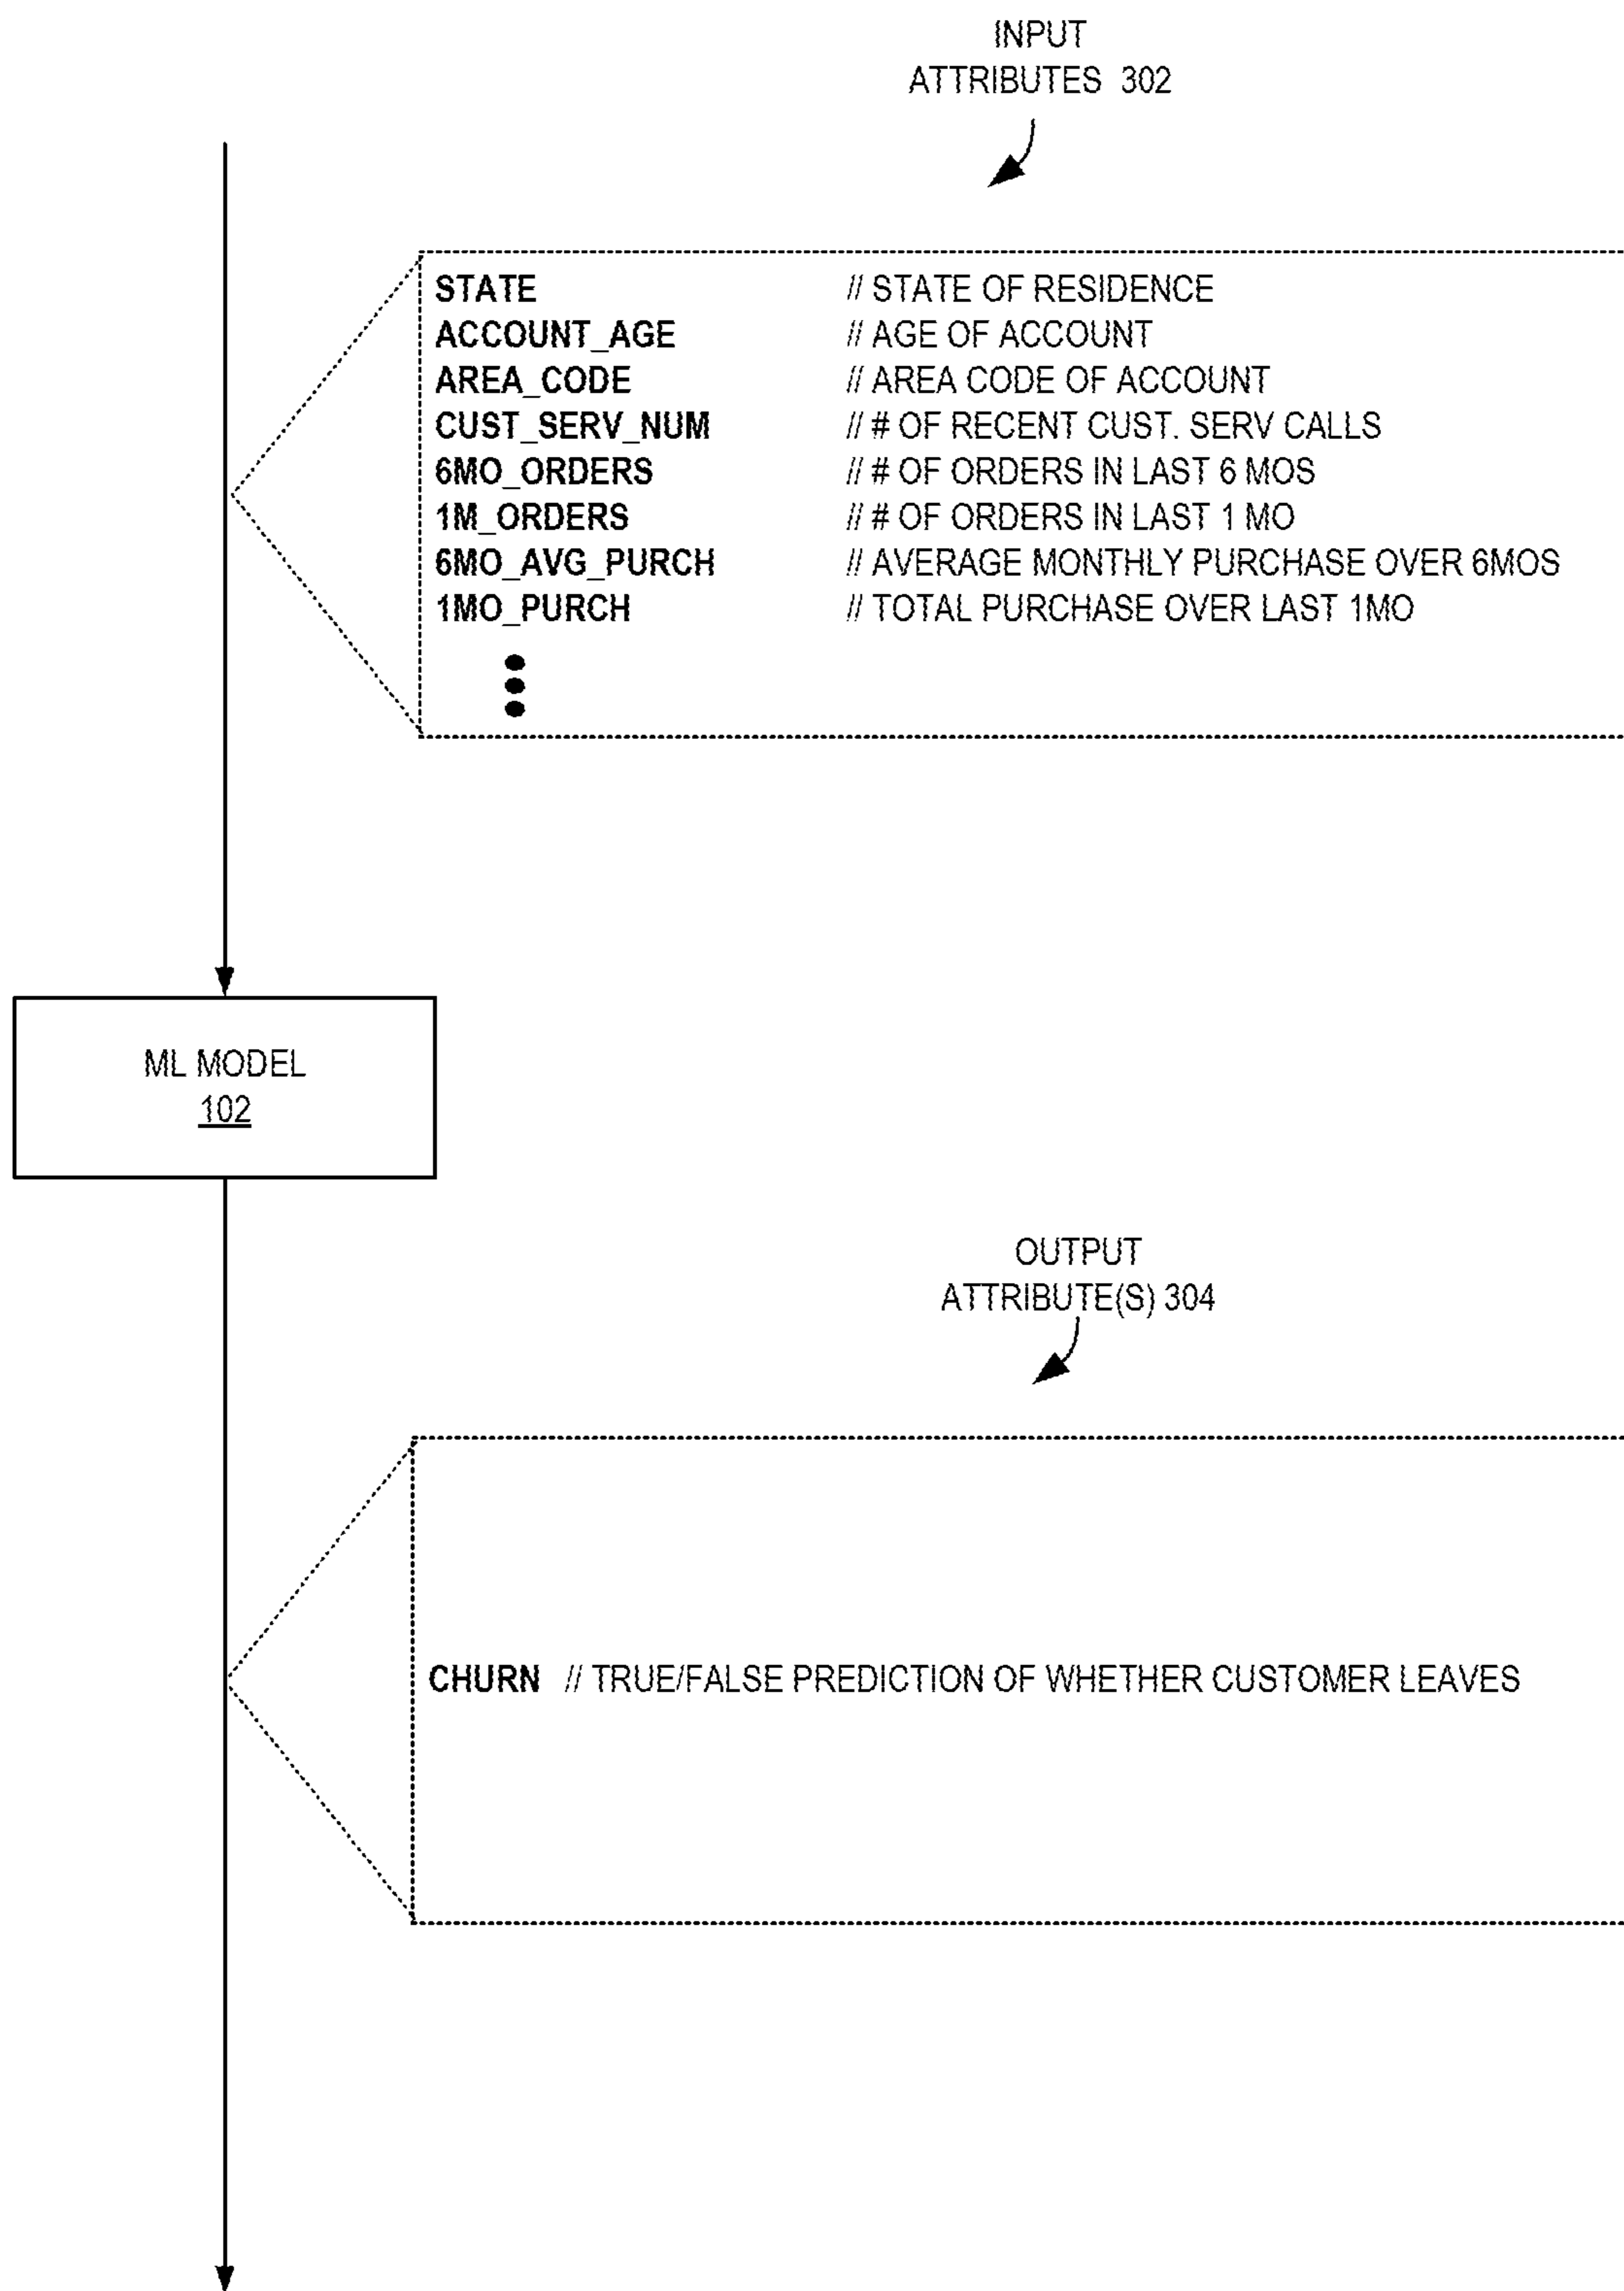 INPUT
ATTRIBUTES 302
STATE // STATE OF RESIDENCE
ACCOUNT_AGE // AGE OF ACCOUNT
AREA_CODE // AREA CODE OF ACCOUNT
CUST_SERV_NUM // # OF RECENT CUST. SERV CALLS
6MO_ORDERS // # OF ORDERS IN LAST 6 MOS
1M_ORDERS // # OF ORDERS IN LAST 1 MO
6MO_AVG_PURCH // AVERAGE MONTHLY PURCHASE OVER 6MOS
1MO_PURCH // TOTAL PURCHASE OVER LAST 1MO
ML MODEL
102
OUTPUT
ATTRIBUTE(S) 304
CHURN // TRUE/FALSE PREDICTION OF WHETHER CUSTOMER LEAVES